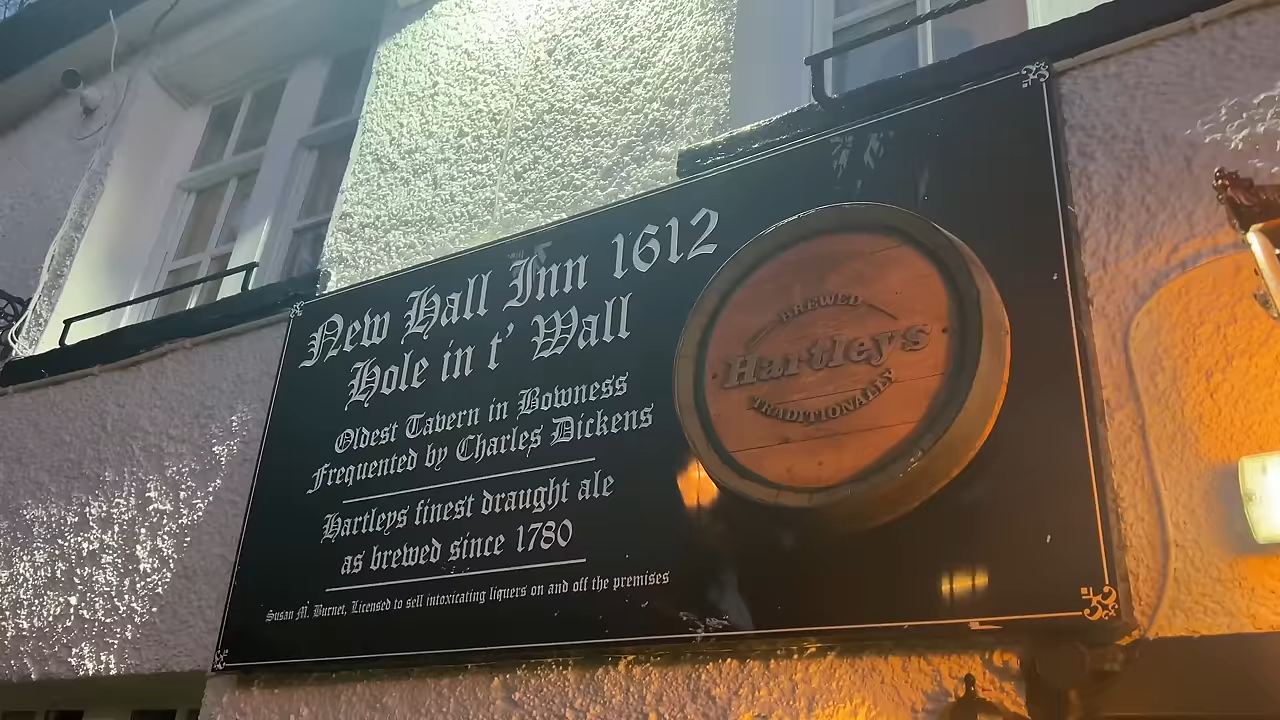 New Hall Inn 1612
Hole in t' Wall
Oldest Tavern in Bowness
Frequented by Charles Dickens
Hartleys finest draught ale
as brewed since 1780
Susan M. Burnet, Licensed to sell intoxicating liquers on and off the premises
BREWED
Hartleys
TRADITIONALLY